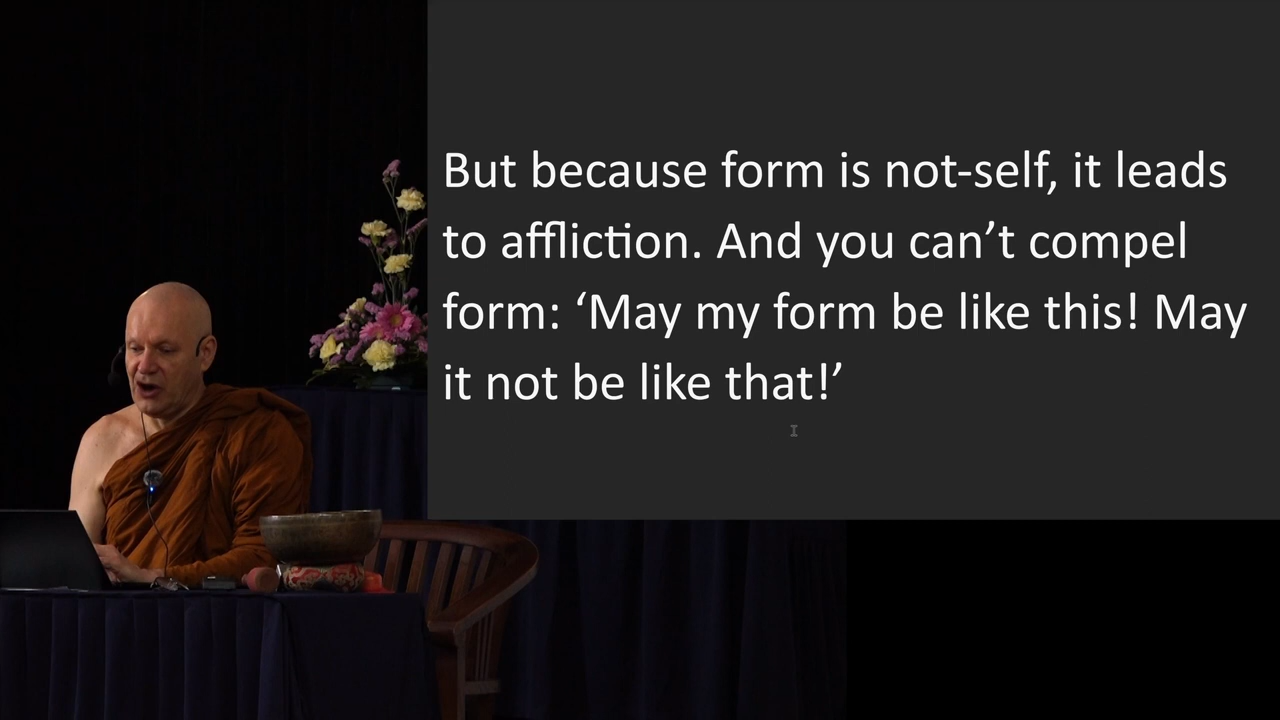 But because form is not-self, it leads
to affliction. And you can’t compel
form: ‘May my form be like this! May
it not be like that!’